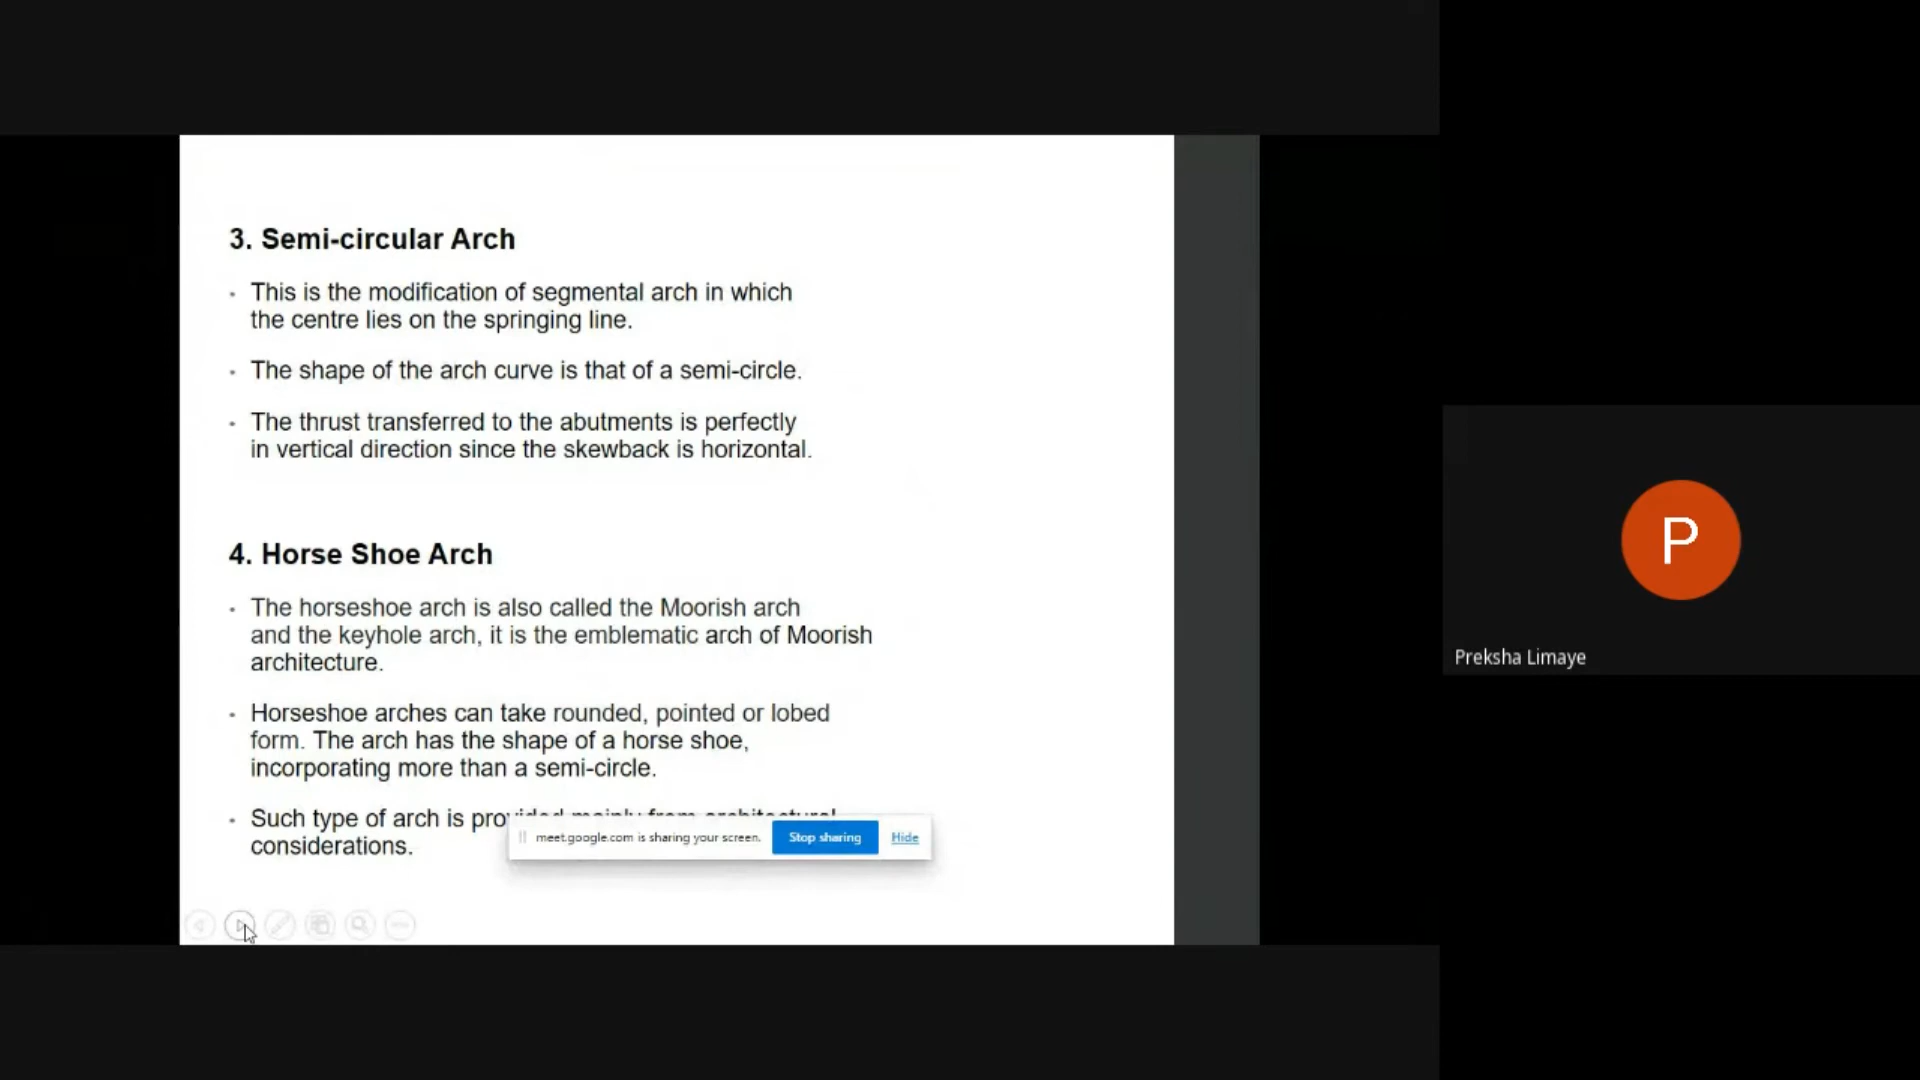 3. Semi-circular Arch
This is the modification of segmental arch in which
the centre lies on the springing line.
The shape of the arch curve is that of a semi-circle.
The thrust transferred to the abutments is perfectly
in vertical direction since the skewback is horizontal.
4. Horse Shoe Arch
The horseshoe arch is also called the Moorish arch
and the keyhole arch, it is the emblematic arch of Moorish
architecture.
Horseshoe arches can take rounded, pointed or lobed
form. The arch has the shape of a horse shoe,
incorporating more than a semi-circle.
Such type of arch is provided mainly from architectural
considerations.
meet.google.com is sharing your screen. Stop sharing Hide
P
Preksha Limaye